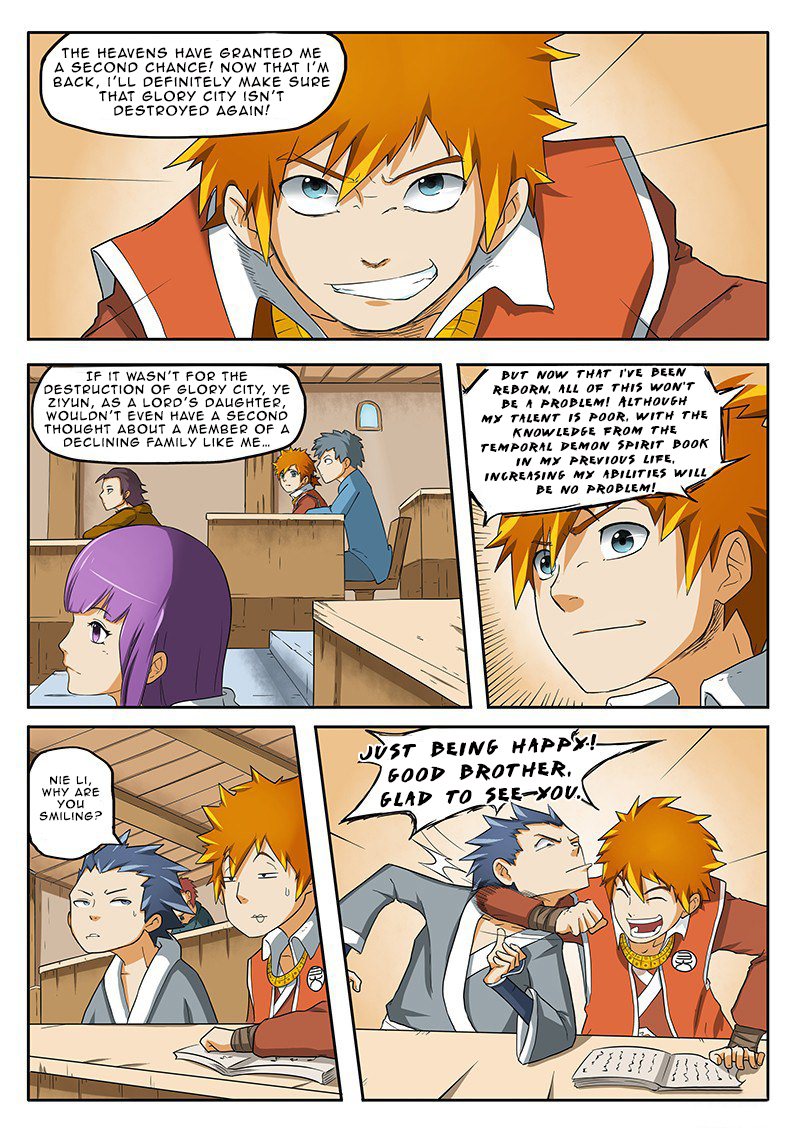 THE HEAVENS HAVE GRANTED ME
A SECOND CHANCE! NOW THAT I'M
BACK, I'LL DEFINITELY MAKE SURE
THAT GLORY CITY ISN'T
DESTROYED AGAIN!
IF IT WASN'T FOR THE
DESTRUCTION OF GLORY CITY, YE
ZIYUN, AS A LORD'S DAUGHTER,
WOULDN'T EVEN HAVE A SECOND
THOUGHT ABOUT A MEMBER OF A
DECLINING FAMILY LIKE ME...
BUT NOW THAT I'VE BEEN
REBORN, ALL OF THIS WON'T
BE A PROBLEM! ALTHOUGH
MY TALENT IS POOR, WITH THE
KNOWLEDGE FROM THE
TEMPORAL DEMON SPIRIT BOOK
IN MY PREVIOUS LIFE,
INCREASING MY ABILITIES WILL
BE NO PROBLEM!
NIE LI,
WHY ARE
YOU
SMILING?
JUST BEING HAPPY!
GOOD BROTHER,
GLAD TO SEE YOU.